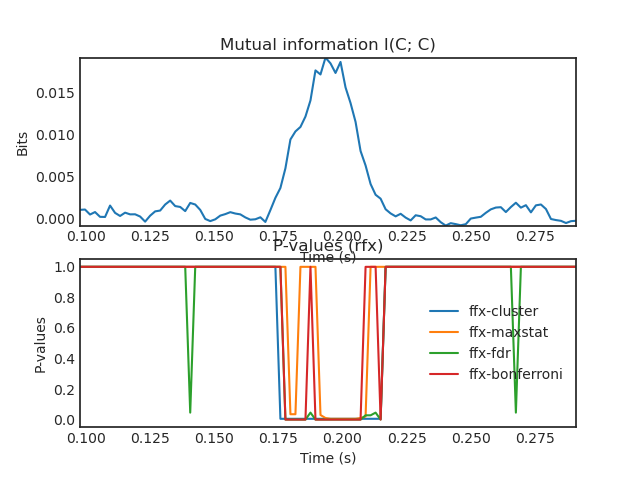 Mutual information I(C; C)
0.015
0.010
0.005
0.000
Bits
0.100 0.125 0.150 0.175 0.200 0.225 0.250 0.275
Time (s)
P-values (rfx)
1.0
0.8
0.6
0.4
0.2
0.0
P-values
ffx-cluster
ffx-maxstat
ffx-fdr
ffx-bonferroni
0.100 0.125 0.150 0.175 0.200 0.225 0.250 0.275
Time (s)